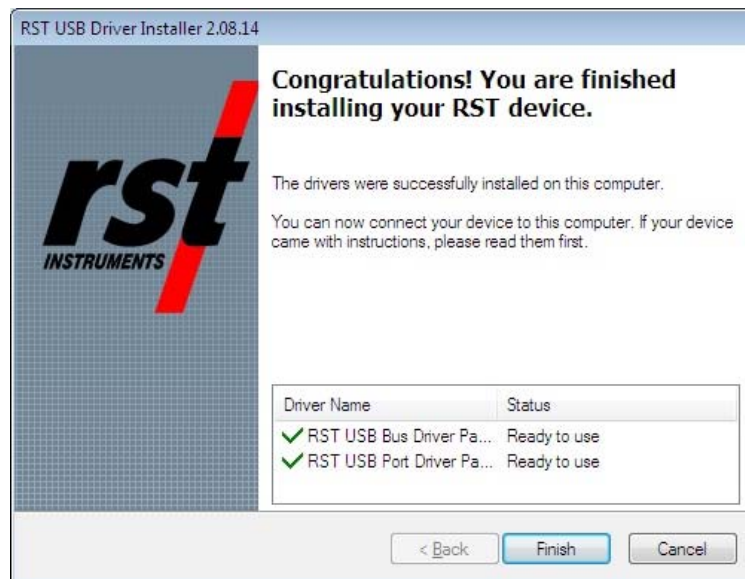 RST USB Driver Installer 2.08.14
Congratulations! You are finished
installing your RST device.
rst
INSTRUMENTS
The drivers were successfully installed on this computer.
You can now connect your device to this computer. If your device
came with instructions, please read them first.
Driver Name Status
RST USB Bus Driver Pa... Ready to use
RST USB Port Driver Pa... Ready to use
< Back Finish Cancel